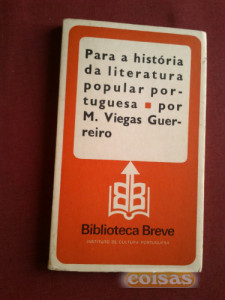 Para a história
da literatura
popular por-
tuguesa ■ por
M. Viegas Guer-
reiro
Biblioteca Breve
INSTITUTO DE CULTURA PORTUGUESA
coisas